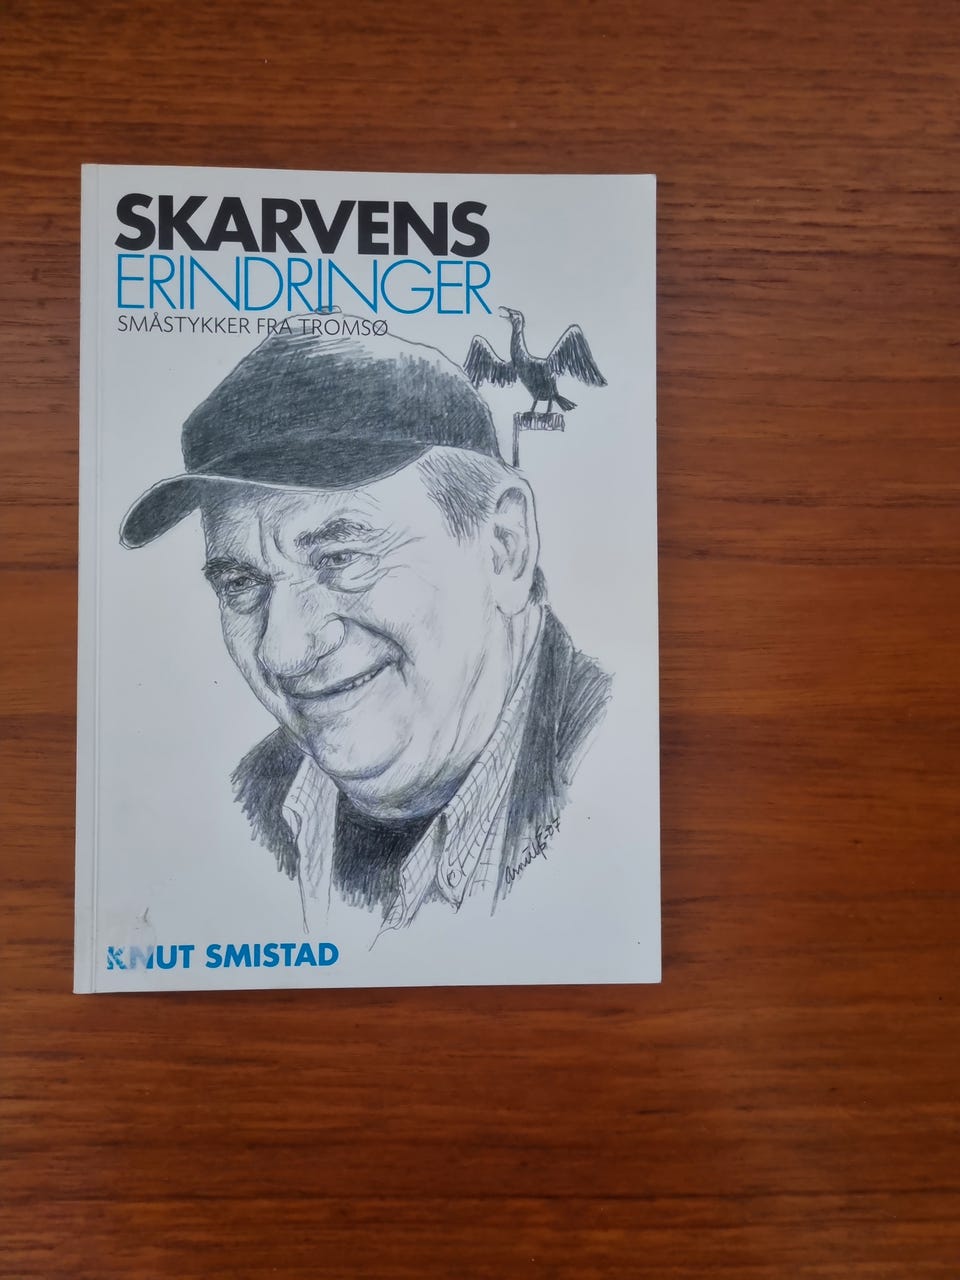 SKARVENS
ERINDRINGER
SMÅSTYKKER FRA TROMSØ
KNUT SMISTAD